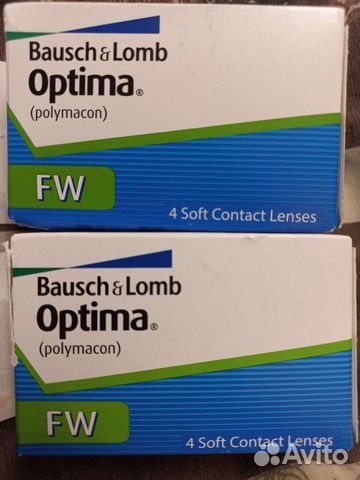 Bausch & Lomb
Optima®
(polymacon)
FW
4 Soft Contact Lenses
Bausch & Lomb
Optima®
(polymacon)
FW
4 Soft Contact Lenses
Avito